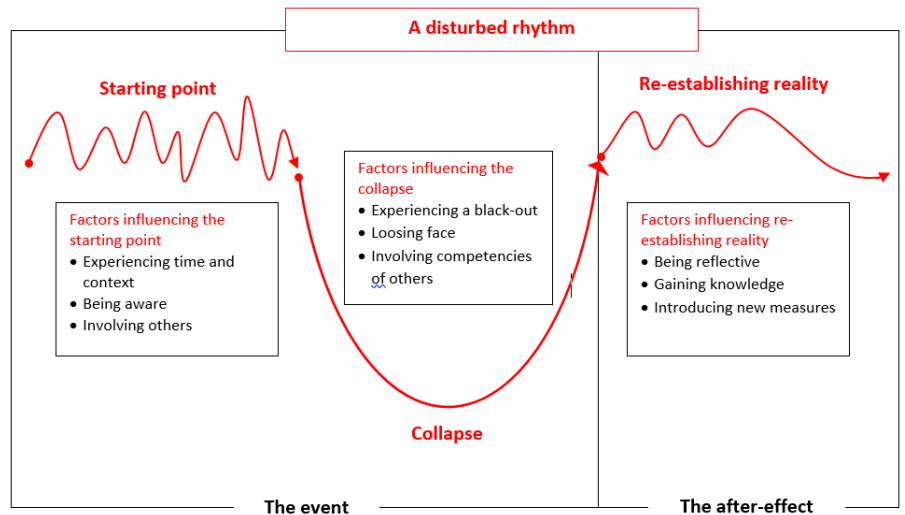 A disturbed rhythm
Starting point
Factors influencing the
starting point
• Experiencing time and
context
• Being aware
• Involving others
Factors influencing the
collapse
• Experiencing a black-out
• Loosing face
• Involving competencies
of others
Collapse
Re-establishing reality
Factors influencing re-
establishing reality
• Being reflective
• Gaining knowledge
• Introducing new measures
The event
The after-effect